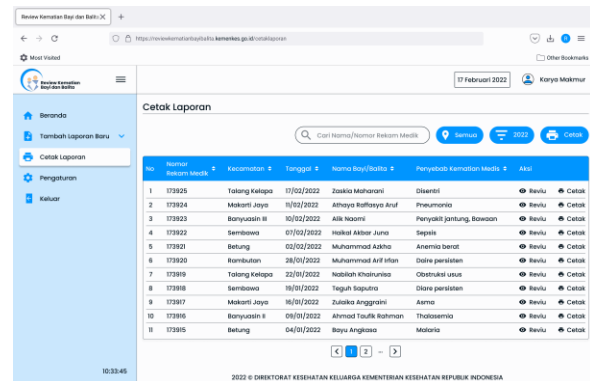 Review Kematian Bayi dan Balita X +
https://reviewkematianbayibalita.kemenkes.go.id/cetaklaporan
Most Visited
Other Bookmarks
Review Kematian
Bayi dan Balita
17 Februari 2022
Karya Makmur
Beranda
Tambah Laporan Baru
Cetak Laporan
Pengaturan
Keluar
10:33:45
Cetak Laporan
Cari Nama/Nomor Rekam Medik
Semua
2022
Cetak
No Nomor Rekam Medik Kecamatan Tanggal Nama Bayi/Balita Penyebab Kematian Medis Aksi
1 173925 Talang Kelapa 17/02/2022 Zaskia Maharani Disentri Reviu Cetak
2 173924 Makarti Jaya 11/02/2022 Athaya Raffasya Aruf Pneumonia Reviu Cetak
3 173923 Banyuasin III 10/02/2022 Alik Naomi Penyakit jantung, Bawaan Reviu Cetak
4 173922 Sembawa 07/02/2022 Haikal Akbar Juna Sepsis Reviu Cetak
5 173921 Betung 02/02/2022 Muhammad Azkha Anemia berat Reviu Cetak
6 173920 Rambutan 28/01/2022 Muhammad Arif Irfan Daire persisten Reviu Cetak
7 173919 Talang Kelapa 22/01/2022 Nabilah Khairunisa Obstruksi usus Reviu Cetak
8 173918 Sembawa 19/01/2022 Teguh Saputra Diare persisten Reviu Cetak
9 173917 Makarti Jaya 16/01/2022 Zulaika Anggraini Asma Reviu Cetak
10 173916 Banyuasin II 09/01/2022 Ahmad Taufik Rahman Thalasemia Reviu Cetak
11 173915 Betung 04/01/2022 Bayu Angkasa Malaria Reviu Cetak
< 1 2 - >
2022 © DIREKTORAT KESEHATAN KELUARGA KEMENTERIAN KESEHATAN REPUBLIK INDONESIA